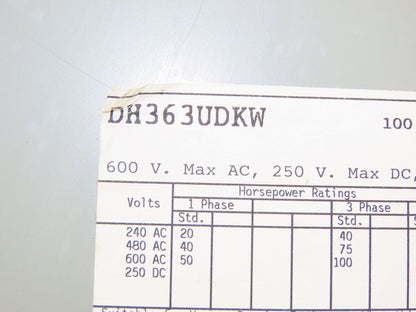 DH363UDKW
100
600 V. Max AC, 250 V. Max DC,
Horsepower Ratings
Volts 1 Phase 3 Phase
Std. Std.
240 AC 20 40
480 AC 40 75
600 AC 50 100
250 DC